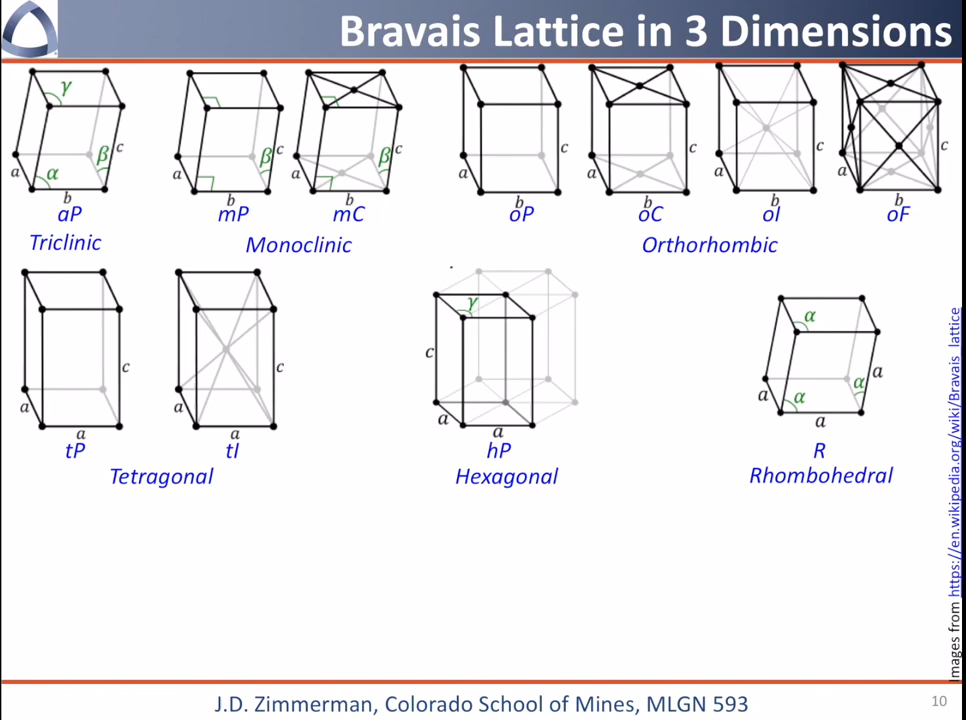 Bravais Lattice in 3 Dimensions
γ
a α β c
b
aP
Triclinic
a β c
b
mP
a β c
b
mC
Monoclinic
a c
b
oP
a c
b
oC
a c
b
oI
a c
b
oF
Orthorhombic
a c
a
tP
a c
a
tI
Tetragonal
γ
c
a a
hP
Hexagonal
α
a α α a
a
R
Rhombohedral
Images from https://en.wikipedia.org/wiki/Bravais_lattice
J.D. Zimmerman, Colorado School of Mines, MLGN 593
10